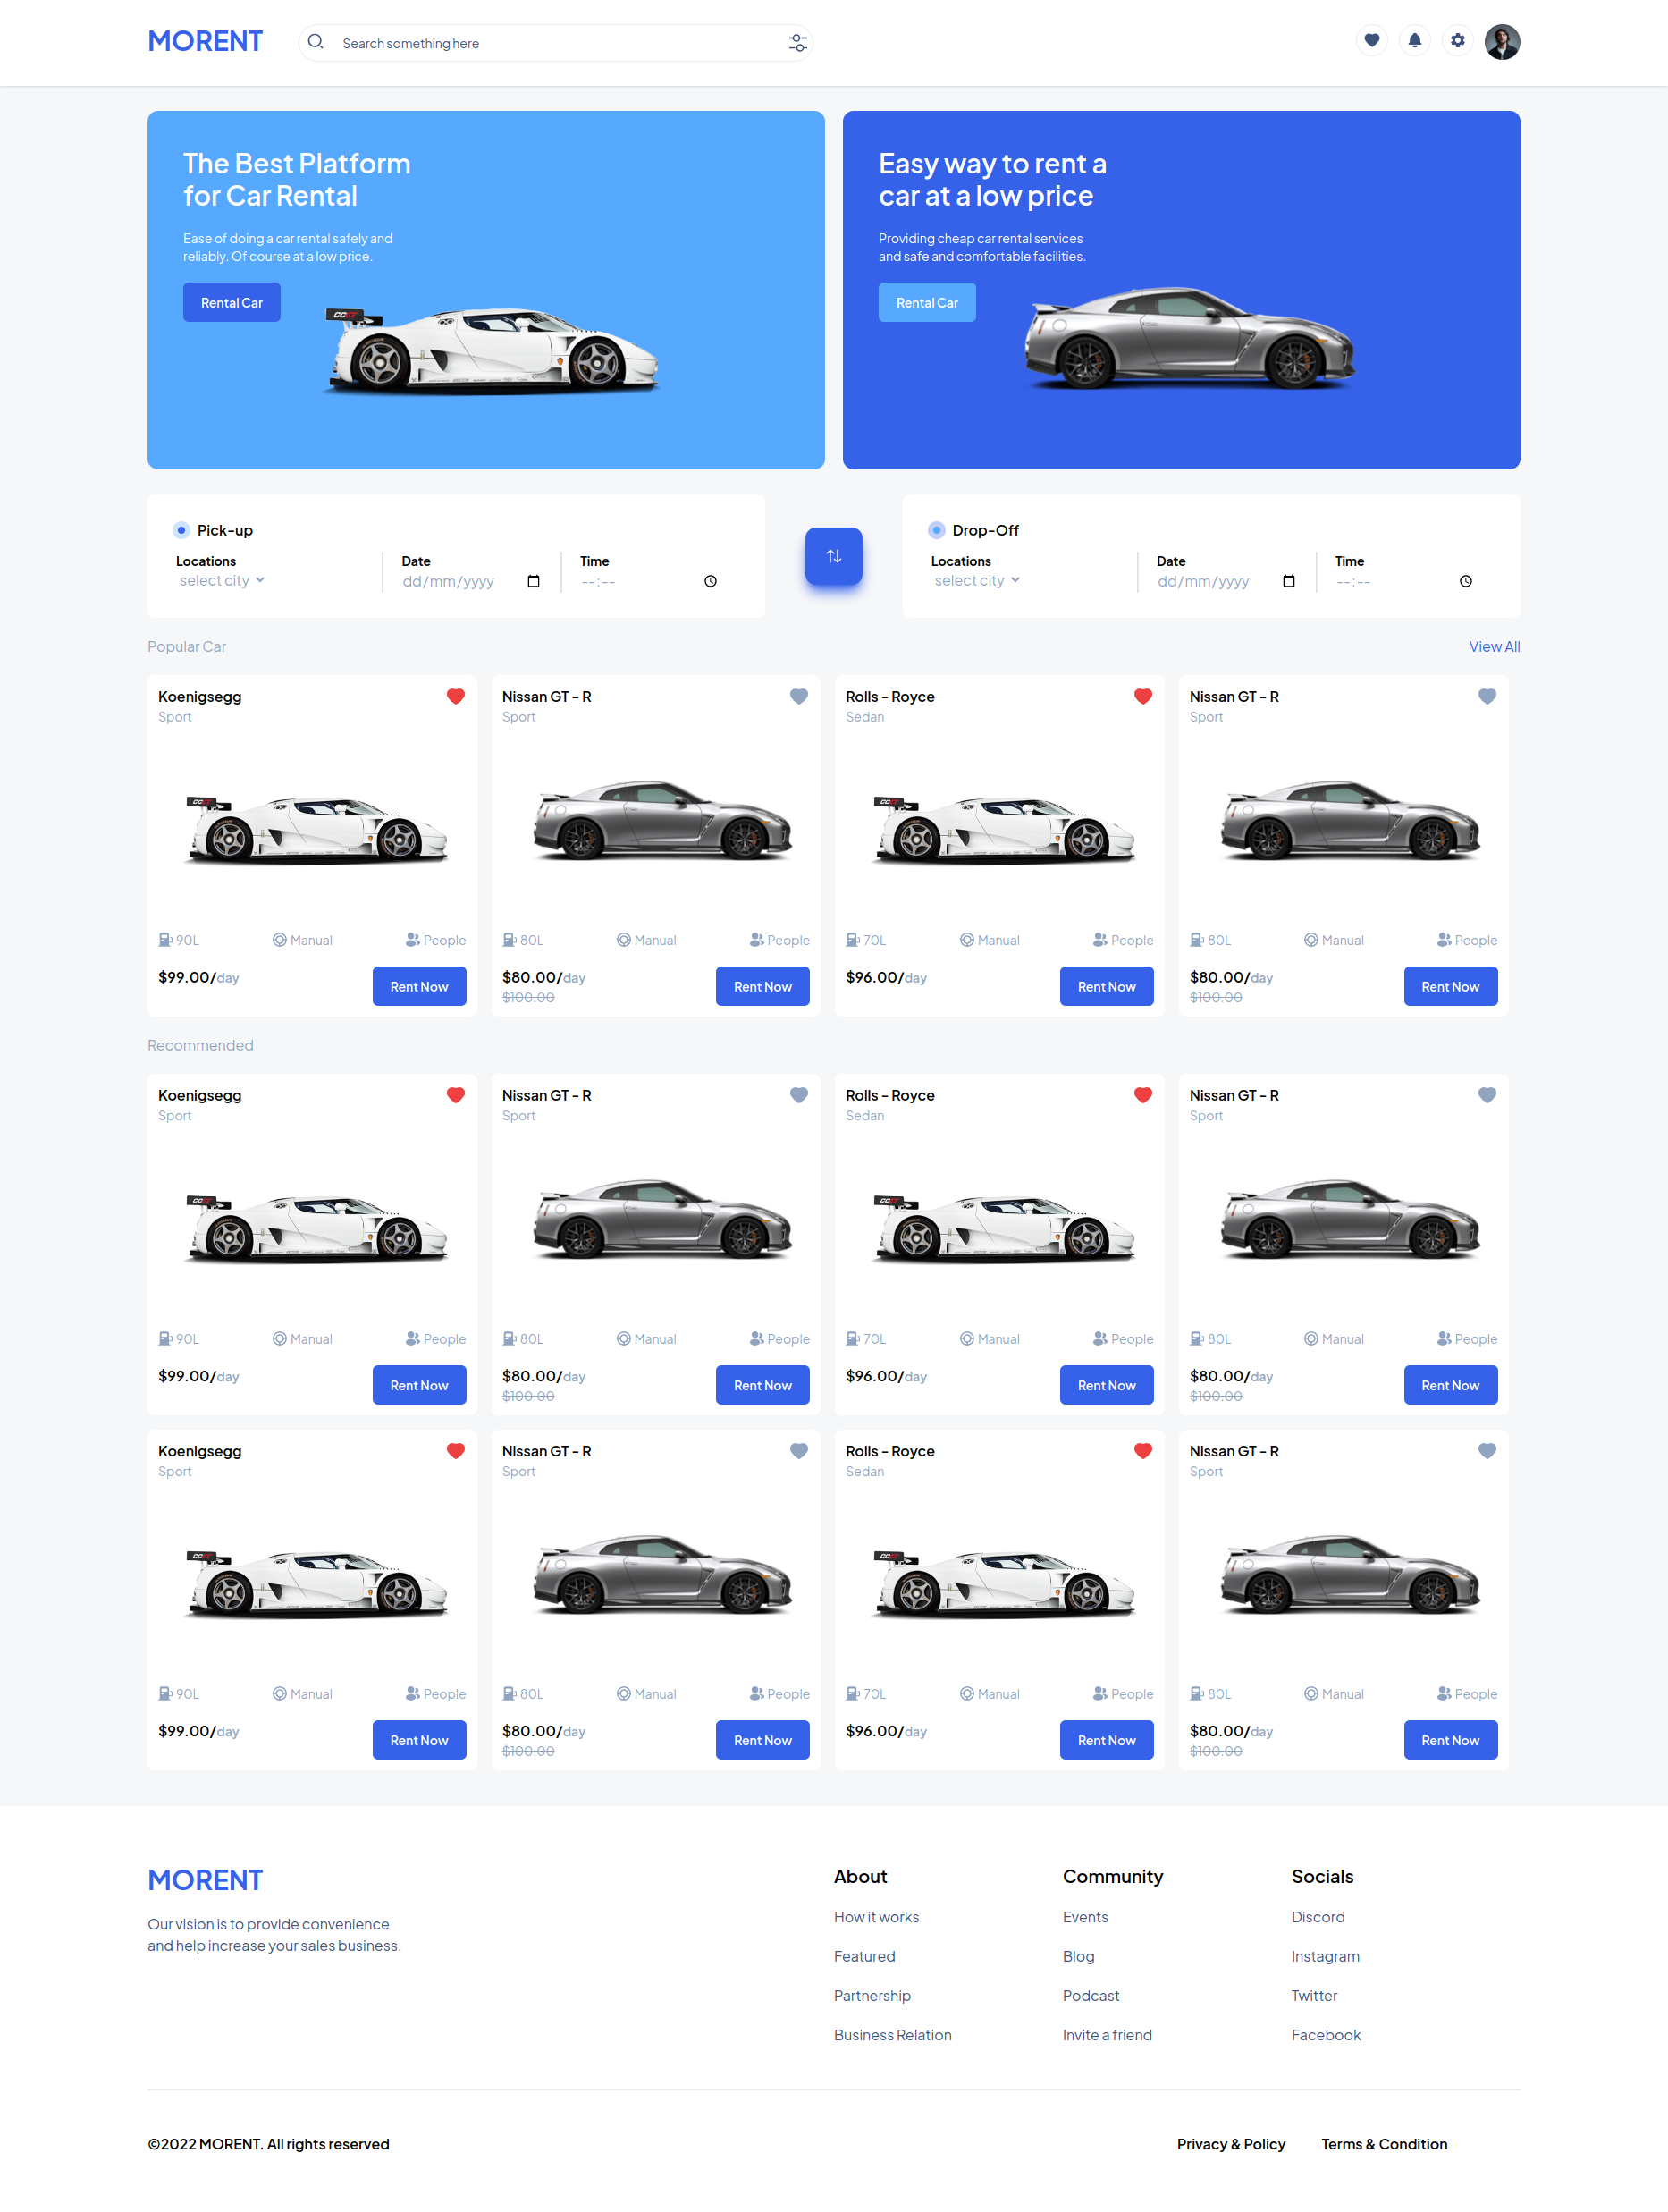 MORENT
Search something here
The Best Platform
for Car Rental
Ease of doing a car rental safely and
reliably. Of course at a low price.
Rental Car
Easy way to rent a
car at a low price
Providing cheap car rental services
and safe and comfortable facilities.
Rental Car
Pick-up
Locations
select city
Date
dd/mm/yyyy
Time
--:--
Drop-Off
Locations
select city
Date
dd/mm/yyyy
Time
--:--
Popular Car
View All
Koenigsegg
Sport
90L
Manual
People
$99.00/day
Rent Now
Nissan GT - R
Sport
80L
Manual
People
$80.00/day
$100.00
Rent Now
Rolls - Royce
Sedan
70L
Manual
People
$96.00/day
Rent Now
Nissan GT - R
Sport
80L
Manual
People
$80.00/day
$100.00
Rent Now
Recommended
Koenigsegg
Sport
90L
Manual
People
$99.00/day
Rent Now
Nissan GT - R
Sport
80L
Manual
People
$80.00/day
$100.00
Rent Now
Rolls - Royce
Sedan
70L
Manual
People
$96.00/day
Rent Now
Nissan GT - R
Sport
80L
Manual
People
$80.00/day
$100.00
Rent Now
Koenigsegg
Sport
90L
Manual
People
$99.00/day
Rent Now
Nissan GT - R
Sport
80L
Manual
People
$80.00/day
$100.00
Rent Now
Rolls - Royce
Sedan
70L
Manual
People
$96.00/day
Rent Now
Nissan GT - R
Sport
80L
Manual
People
$80.00/day
$100.00
Rent Now
MORENT
Our vision is to provide convenience
and help increase your sales business.
About
How it works
Featured
Partnership
Business Relation
Community
Events
Blog
Podcast
Invite a friend
Socials
Discord
Instagram
Twitter
Facebook
©2022 MORENT. All rights reserved
Privacy & Policy
Terms & Condition